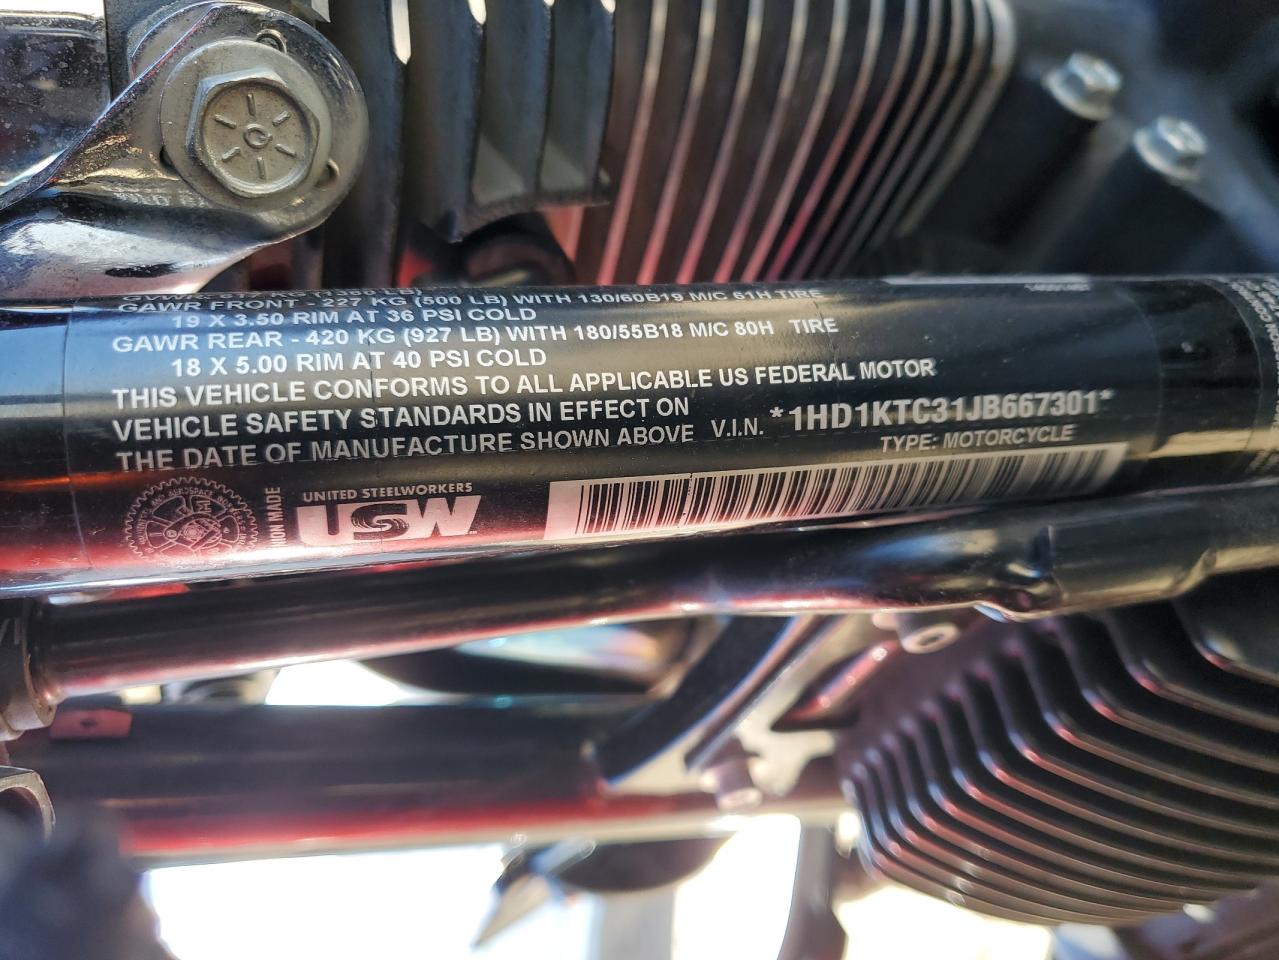 GAWR FRONT - 227 KG (500 LB) WITH 130/60B19 M/C 61H TIRE
19 X 3.50 RIM AT 36 PSI COLD
GAWR REAR - 420 KG (927 LB) WITH 180/55B18 M/C 80H TIRE
18 X 5.00 RIM AT 40 PSI COLD
THIS VEHICLE CONFORMS TO ALL APPLICABLE US FEDERAL MOTOR
VEHICLE SAFETY STANDARDS IN EFFECT ON
THE DATE OF MANUFACTURE SHOWN ABOVE V.I.N. *1HD1KTC31JB667301*
TYPE: MOTORCYCLE
UNITED STEELWORKERS
USW
MADE